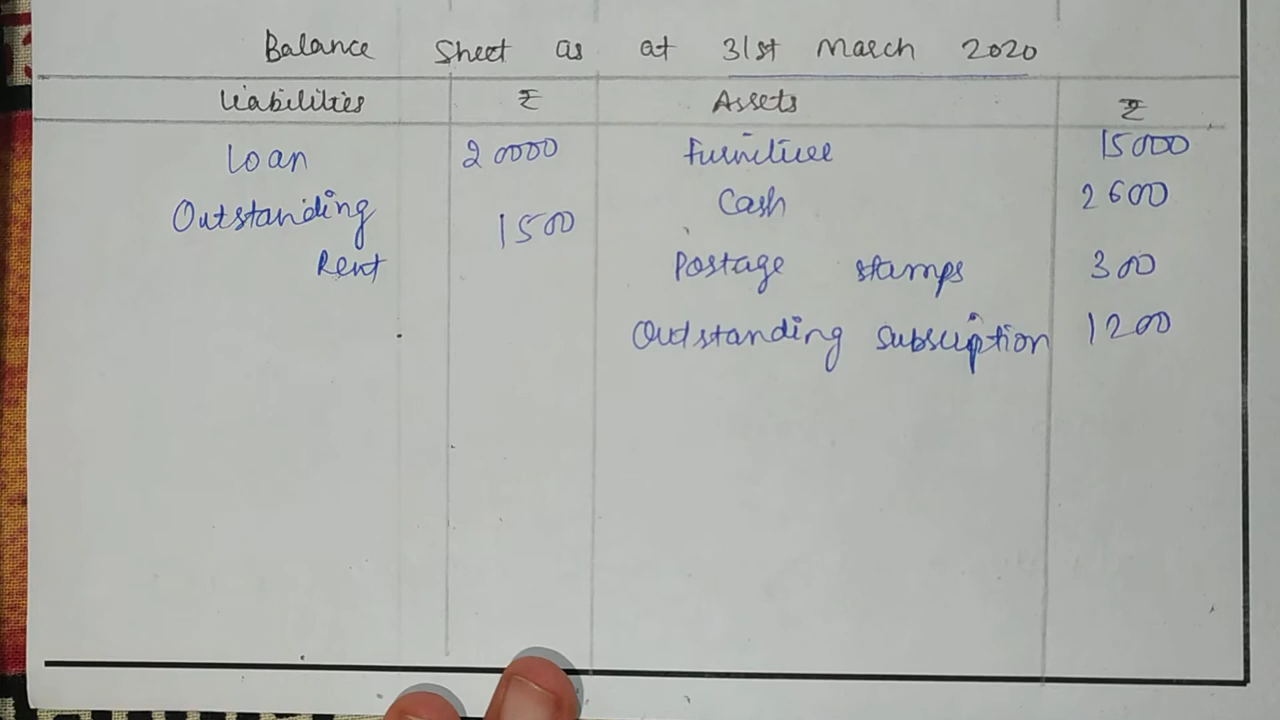 Balance Sheet as at 31st March 2020
Liabilities ₹ Assets ₹
Loan 20000 Furniture 15000
Outstanding Rent 1500 Cash 2600
Postage stamps 300
Outstanding Subscription 1200